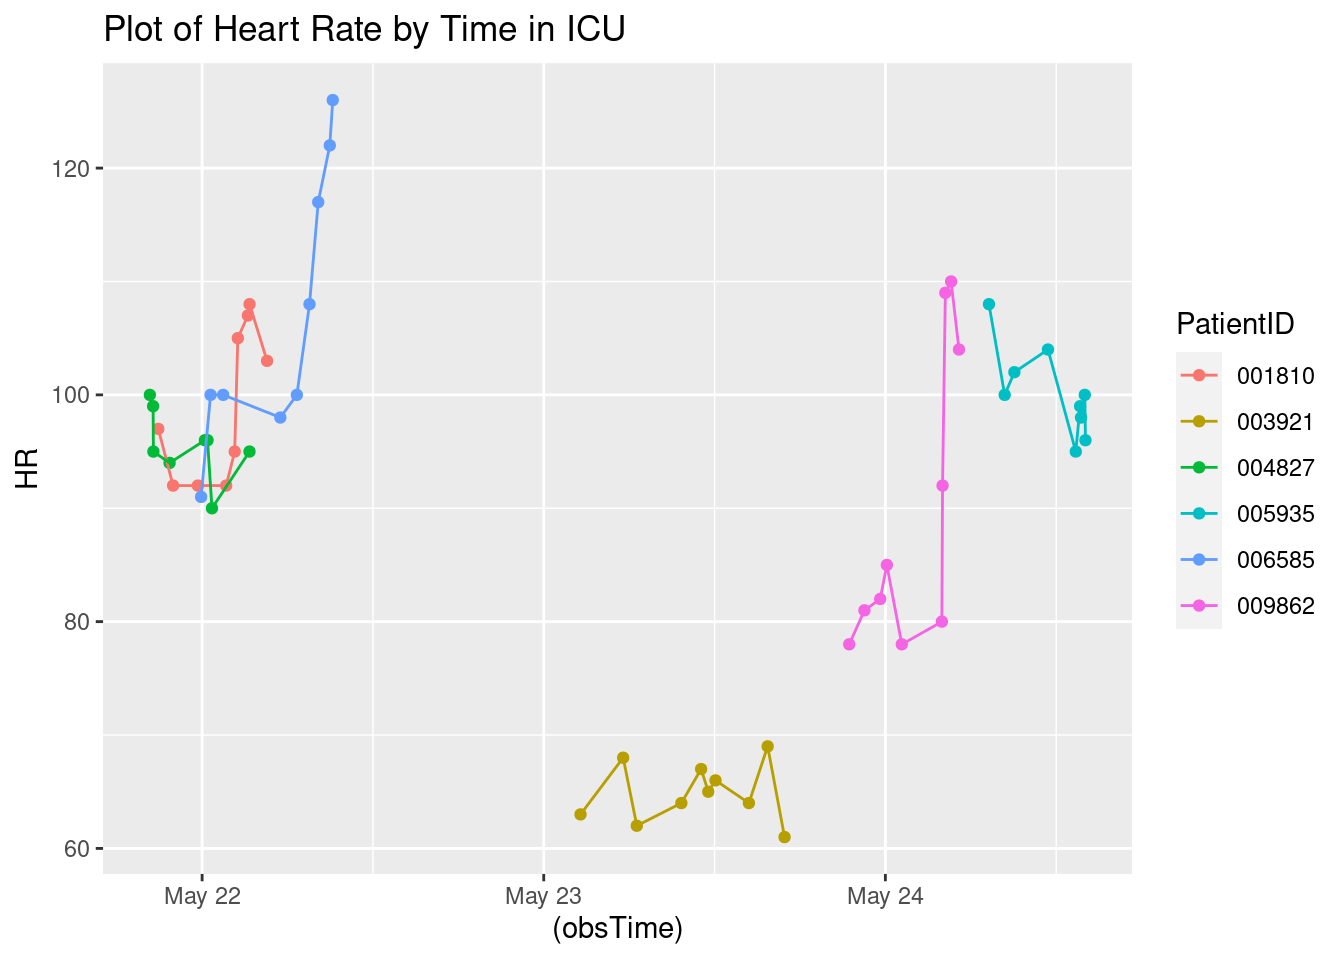 Plot of Heart Rate by Time in ICU
120
100
80
60
HR
May 22
May 23
May 24
(obsTime)
PatientID
001810
003921
004827
005935
006585
009862